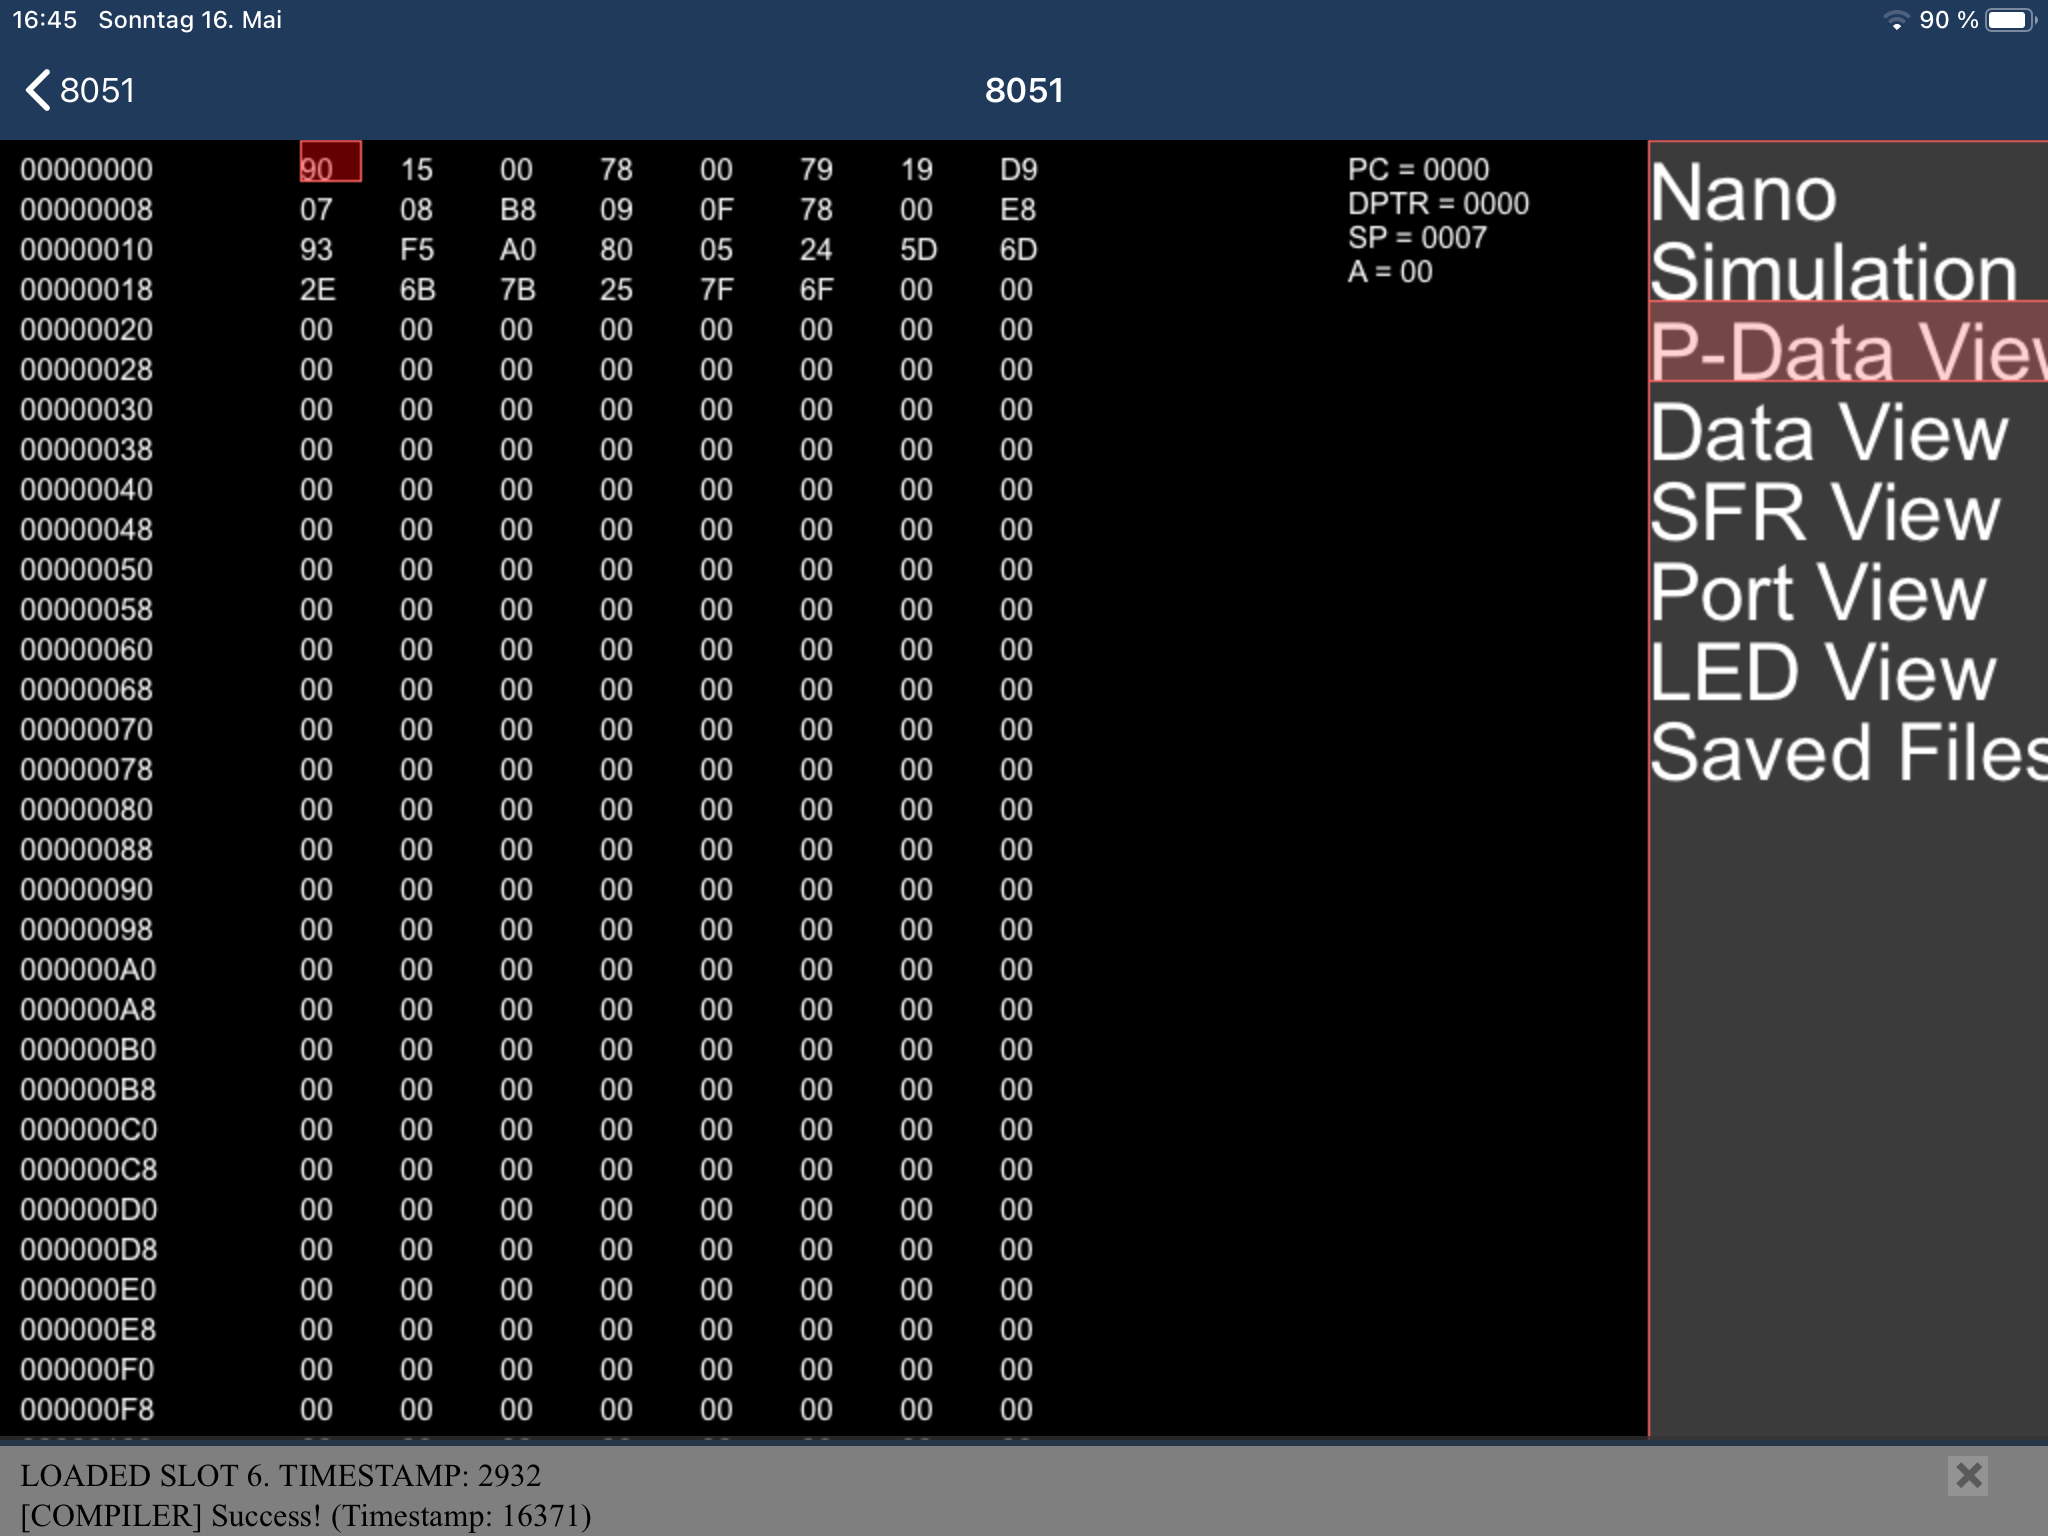 16:45 Sonntag 16. Mai 90 %
8051 8051
00000000 90 15 00 78 00 79 19 D9
00000008 07 08 B8 09 0F 78 00 E8
00000010 93 F5 A0 80 05 24 5D 6D
00000018 2E 6B 7B 25 7F 6F 00 00
00000020 00 00 00 00 00 00 00 00
00000028 00 00 00 00 00 00 00 00
00000030 00 00 00 00 00 00 00 00
00000038 00 00 00 00 00 00 00 00
00000040 00 00 00 00 00 00 00 00
00000048 00 00 00 00 00 00 00 00
00000050 00 00 00 00 00 00 00 00
00000058 00 00 00 00 00 00 00 00
00000060 00 00 00 00 00 00 00 00
00000068 00 00 00 00 00 00 00 00
00000070 00 00 00 00 00 00 00 00
00000078 00 00 00 00 00 00 00 00
00000080 00 00 00 00 00 00 00 00
00000088 00 00 00 00 00 00 00 00
00000090 00 00 00 00 00 00 00 00
00000098 00 00 00 00 00 00 00 00
000000A0 00 00 00 00 00 00 00 00
000000A8 00 00 00 00 00 00 00 00
000000B0 00 00 00 00 00 00 00 00
000000B8 00 00 00 00 00 00 00 00
000000C0 00 00 00 00 00 00 00 00
000000C8 00 00 00 00 00 00 00 00
000000D0 00 00 00 00 00 00 00 00
000000D8 00 00 00 00 00 00 00 00
000000E0 00 00 00 00 00 00 00 00
000000E8 00 00 00 00 00 00 00 00
000000F0 00 00 00 00 00 00 00 00
000000F8 00 00 00 00 00 00 00 00
PC = 0000
DPTR = 0000
SP = 0007
A = 00
Nano
Simulation
P-Data View
Data View
SFR View
Port View
LED View
Saved Files
LOADED SLOT 6. TIMESTAMP: 2932
[COMPILER] Success! (Timestamp: 16371)